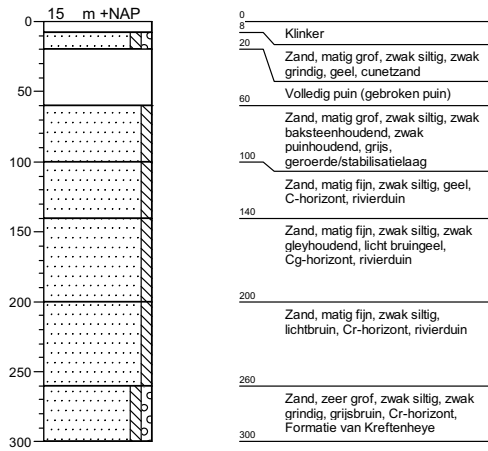 15 m +NAP
0
50
100
150
200
250
300
0
8
Klinker
20
Zand, matig grof, zwak siltig, zwak
grindig, geel, cunetzand
Volledig puin (gebroken puin)
60
Zand, matig grof, zwak siltig, zwak
baksteenhoudend, zwak
puinhoudend, grijs,
geroerde/stabilisatielaag
100
Zand, matig fijn, zwak siltig, geel,
C-horizont, rivierduin
140
Zand, matig fijn, zwak siltig, zwak
gleyhoudend, licht bruingeel,
Cg-horizont, rivierduin
200
Zand, matig fijn, zwak siltig,
lichtbruin, Cr-horizont, rivierduin
260
Zand, zeer grof, zwak siltig, zwak
grindig, grijsbruin, Cr-horizont,
Formatie van Kreftenheye
300